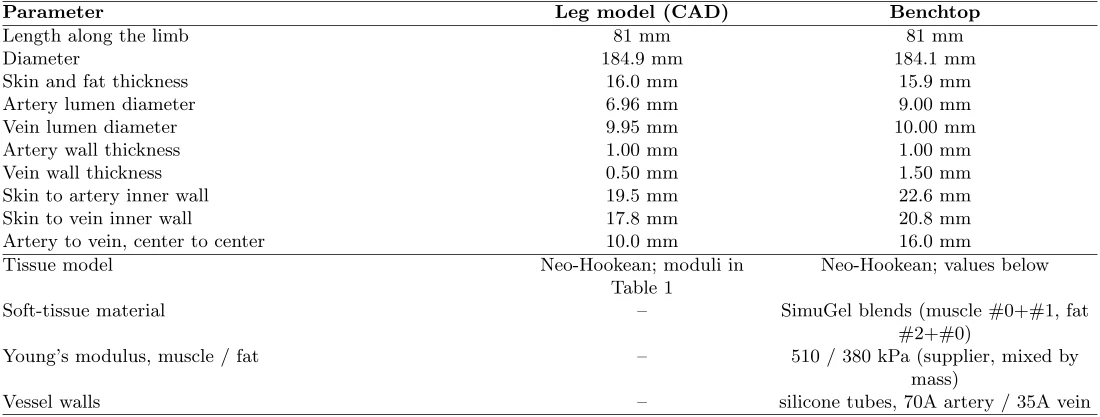 Parameter Leg model (CAD) Benchtop
Length along the limb 81 mm 81 mm
Diameter 184.9 mm 184.1 mm
Skin and fat thickness 16.0 mm 15.9 mm
Artery lumen diameter 6.96 mm 9.00 mm
Vein lumen diameter 9.95 mm 10.00 mm
Artery wall thickness 1.00 mm 1.00 mm
Vein wall thickness 0.50 mm 1.50 mm
Skin to artery inner wall 19.5 mm 22.6 mm
Skin to vein inner wall 17.8 mm 20.8 mm
Artery to vein, center to center 10.0 mm 16.0 mm
Tissue model Neo-Hookean; moduli in Neo-Hookean; values below
Table 1
Soft-tissue material – SimuGel blends (muscle #0+#1, fat
#2+#0)
Young's modulus, muscle / fat – 510 / 380 kPa (supplier, mixed by
mass)
Vessel walls – silicone tubes, 70A artery / 35A vein